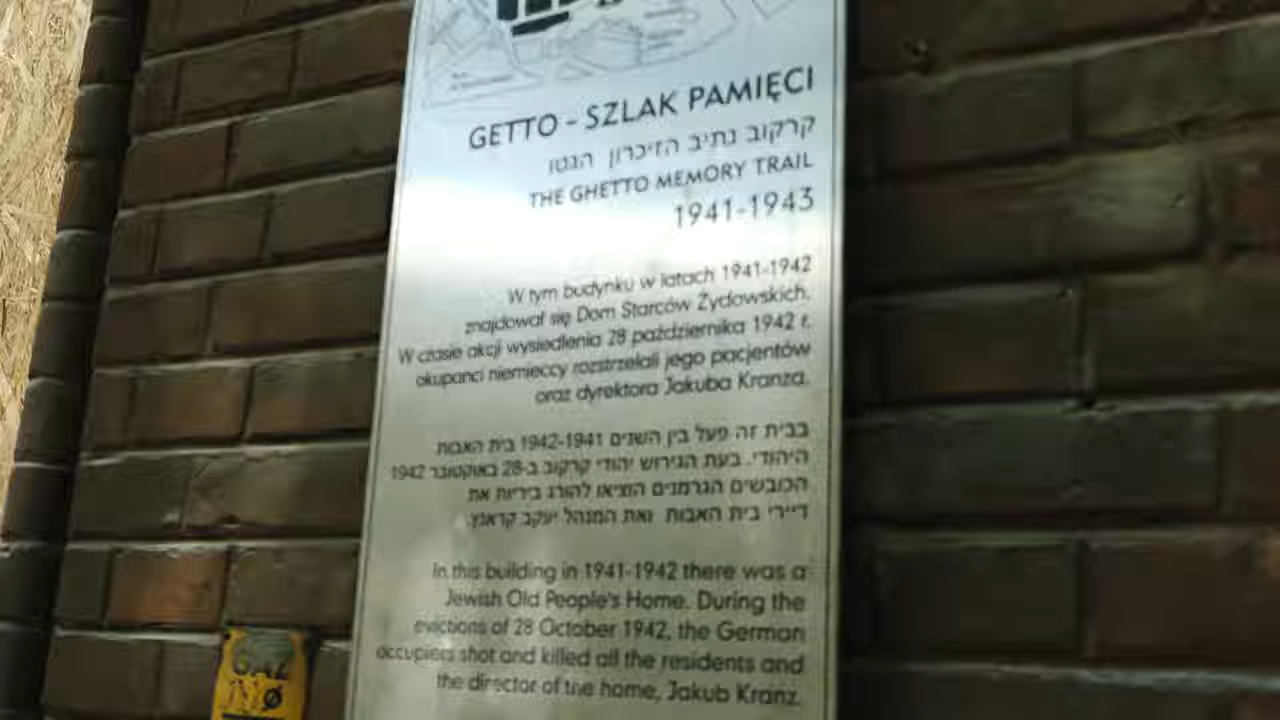 GETTO - SZLAK PAMIĘCI
קרקוב נתיב הזיכרון הגטו
THE GHETTO MEMORY TRAIL
1941-1943
W tym budynku w latach 1941-1942
znajdował się Dom Starców Żydowskich.
W czasie akcji wysiedlenia 28 października 1942 r.
okupanci niemieccy rozstrzelali jego pacjentów
oraz dyrektora Jakuba Kranza.
בבית זה פעל בין השנים 1942-1941 בית האבות
היהודי. בעת הגירוש יהודי קרקוב ב-28 באוקטובר 1942
הכובשים הגרמנים הוציאו להורג ביריות את
דיירי בית האבות ואת המנהל יעקב קראנץ.
In this building in 1941-1942 there was a
Jewish Old People's Home. During the
evictions of 28 October 1942, the German
occupiers shot and killed all the residents and
the director of the home, Jakub Kranz.
GAZ